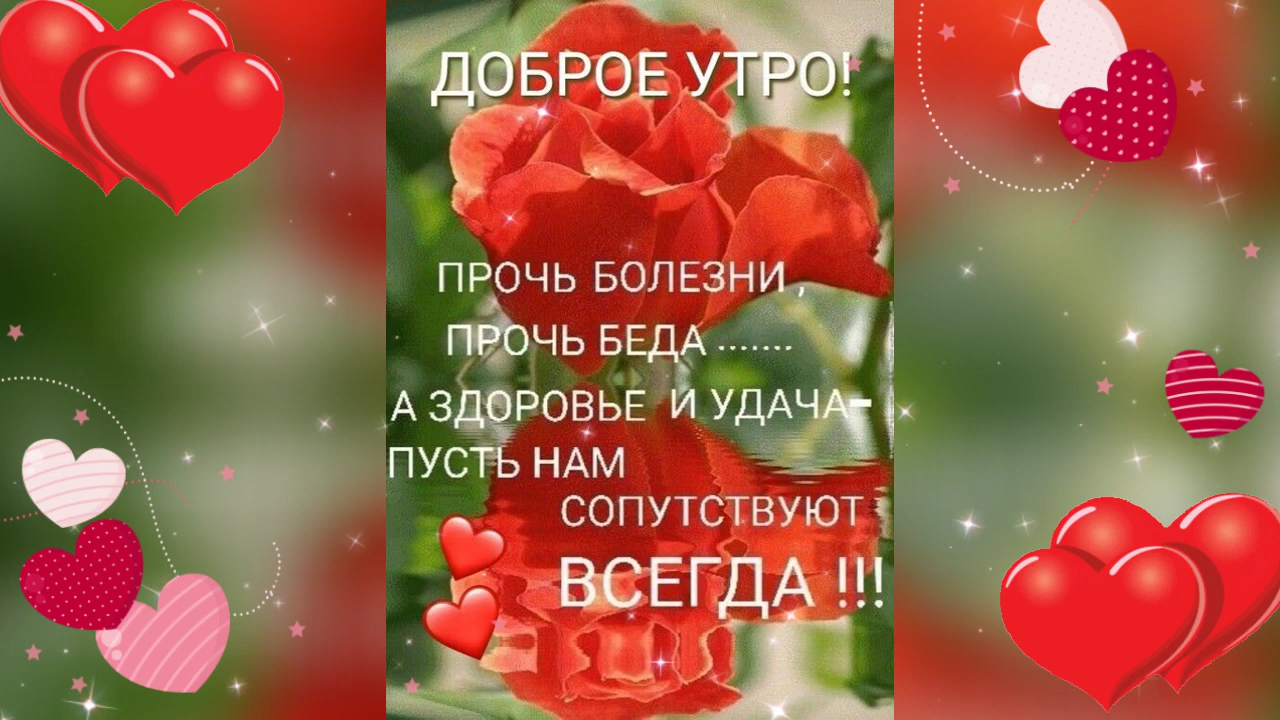 ДОБРОЕ УТРО!
ПРОЧЬ БОЛЕЗНИ ,
ПРОЧЬ БЕДА .......
А ЗДОРОВЬЕ И УДАЧА-
ПУСТЬ НАМ
СОПУТСТВУЮТ
ВСЕГДА !!!